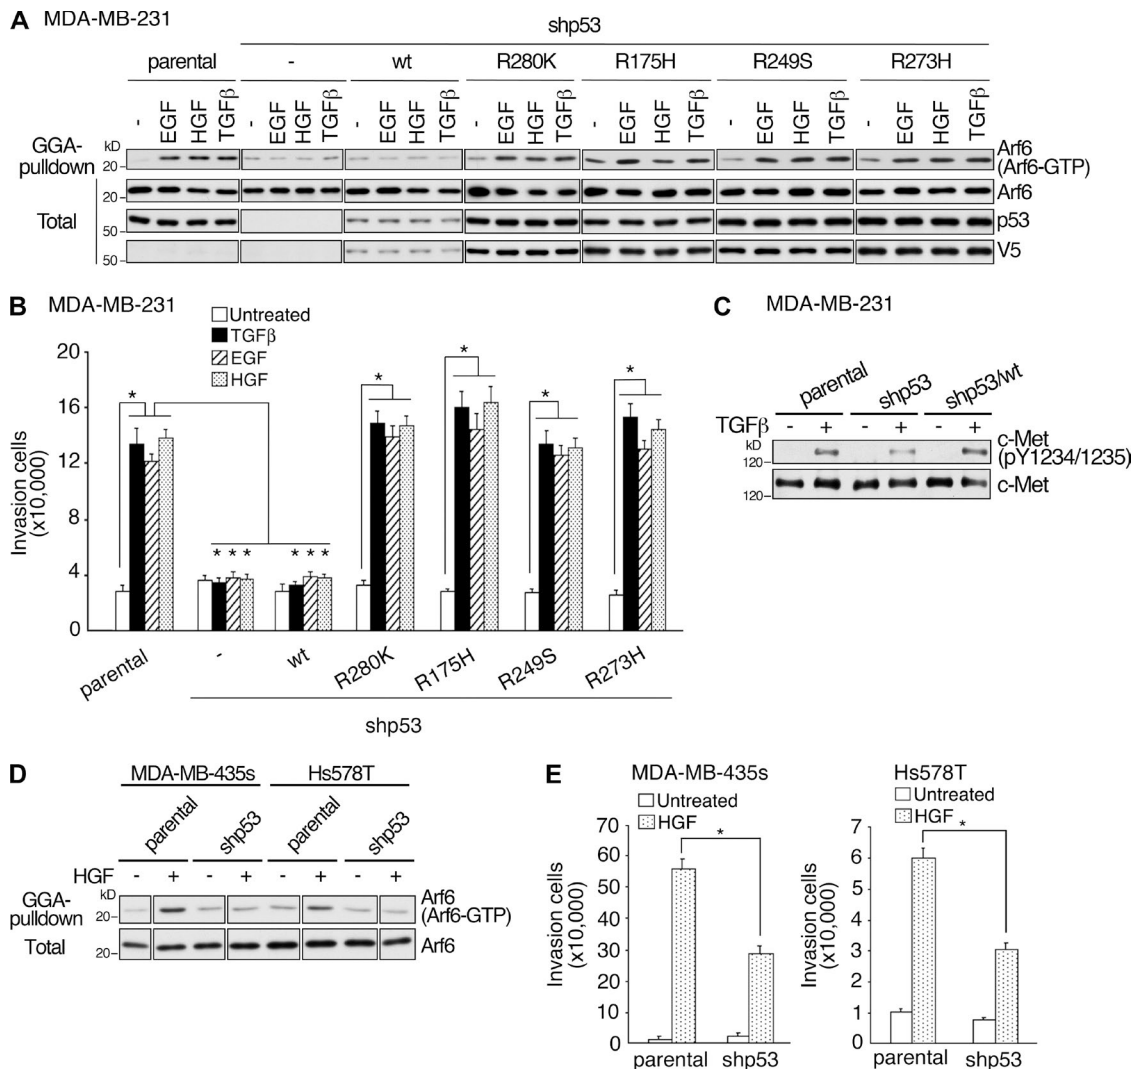 A MDA-MB-231
shp53
parental - wt R280K R175H R249S R273H
- EGF HGF TGFβ - EGF HGF TGFβ - EGF HGF TGFβ - EGF HGF TGFβ - EGF HGF TGFβ - EGF HGF TGFβ - EGF HGF TGFβ
GGA-pulldown kD 20 Arf6 (Arf6-GTP)
Total
20 Arf6
50 p53
50 V5
B MDA-MB-231
Untreated
TGFβ
EGF
HGF
Invasion cells
(x10,000)
20
16
12
8
4
0
* * * * * * * * * * *
parental - wt R280K R175H R249S R273H
shp53
C MDA-MB-231
parental shp53 shp53/wt
TGFβ - + - + - +
kD
120 c-Met (pY1234/1235)
120 c-Met
D MDA-MB-435s Hs578T
parental shp53 parental shp53
HGF - + - + - + - +
GGA-pulldown kD 20 Arf6 (Arf6-GTP)
Total 20 Arf6
E MDA-MB-435s
Untreated
HGF
*
Invasion cells
(x10,000)
70
60
50
40
30
20
10
0
parental shp53
Hs578T
Untreated
HGF
*
Invasion cells
(x10,000)
7
6
5
4
3
2
1
0
parental shp53